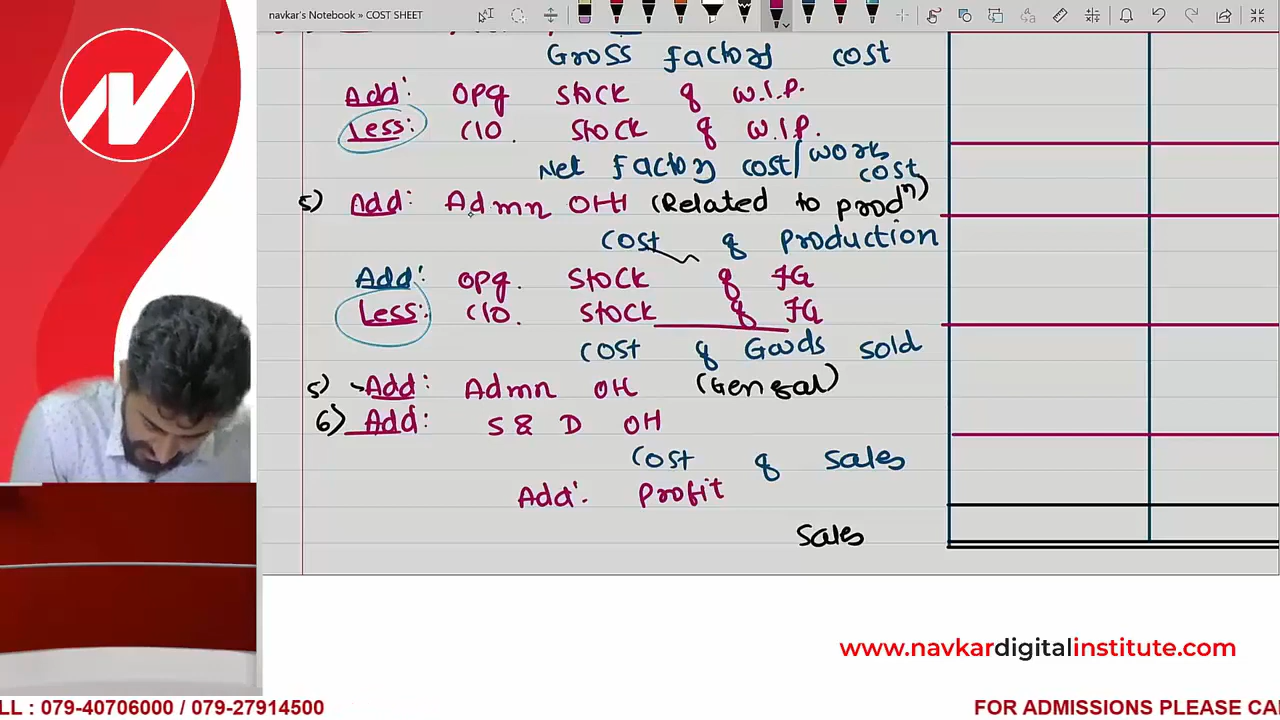 navkar's Notebook » COST SHEET
Gross factory cost
Add: opg stock of W.I.P.
Less: clo. stock of W.I.P.
Net factory cost/work cost
5) Add: Admn OHH (Related to prodⁿ)
cost of production
Add: opg. stock of FG
Less: clo. stock of FG
cost of Goods sold
5) Add: Admn OH (General)
6) Add: S & D OH
cost of sales
Add: profit
sales
www.navkardigitalinstitute.com
LL : 079-40706000 / 079-27914500
FOR ADMISSIONS PLEASE CA